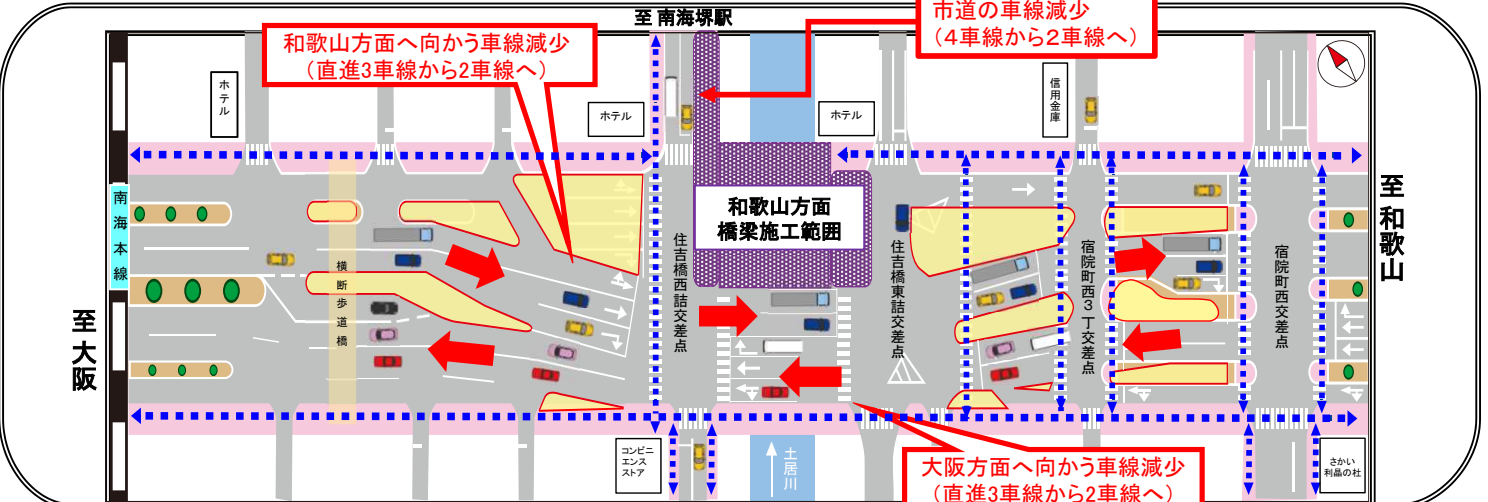 至 南海堺駅
市道の車線減少
（4車線から2車線へ）
和歌山方面へ向かう車線減少
（直進3車線から2車線へ）
ホテル
ホテル
ホテル
信用金庫
南海本線
至 大阪
横断歩道橋
住吉橋西詰交差点
和歌山方面
橋梁施工範囲
住吉橋東詰交差点
宿院町西3丁交差点
宿院町西交差点
至 和歌山
コンビニ
エンス
ストア
土居川
大阪方面へ向かう車線減少
（直進3車線から2車線へ）
さかい
利晶の杜